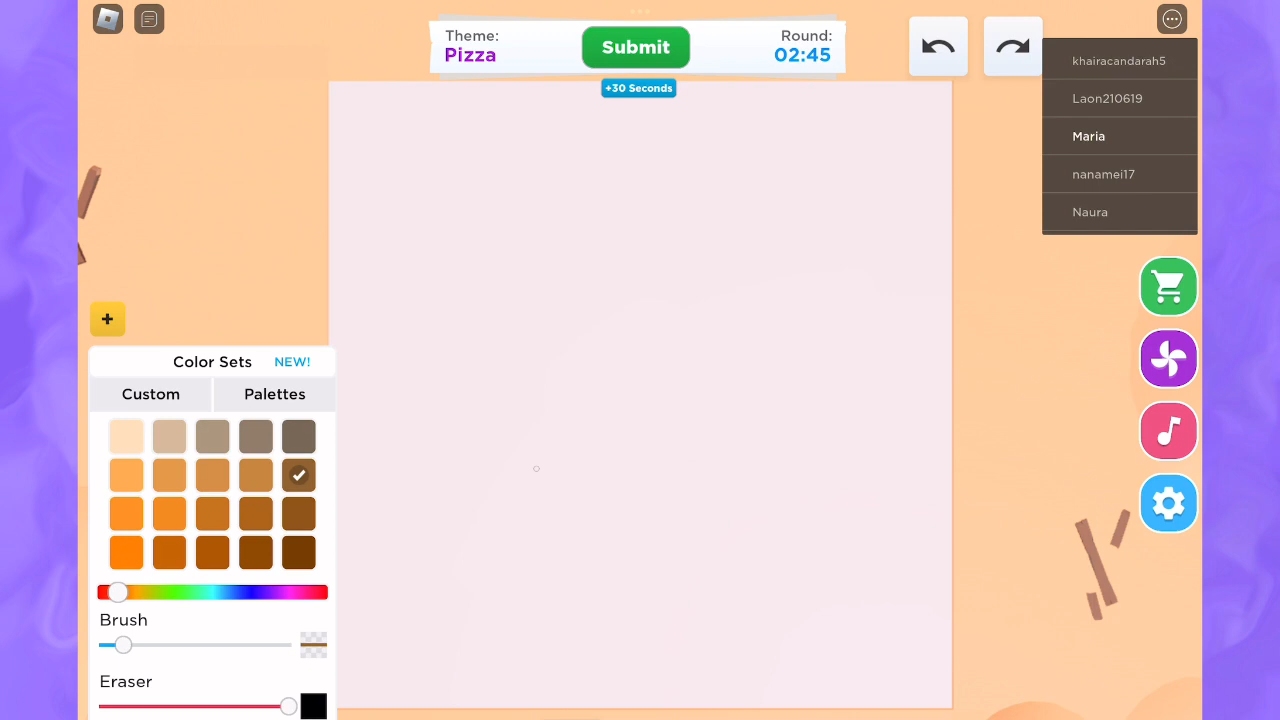 Theme:
Pizza
Submit
Round:
02:45
+30 Seconds
khairacandarah5
Laon210619
Maria
nanamei17
Naura
+
Color Sets NEW!
Custom Palettes
Brush
Eraser